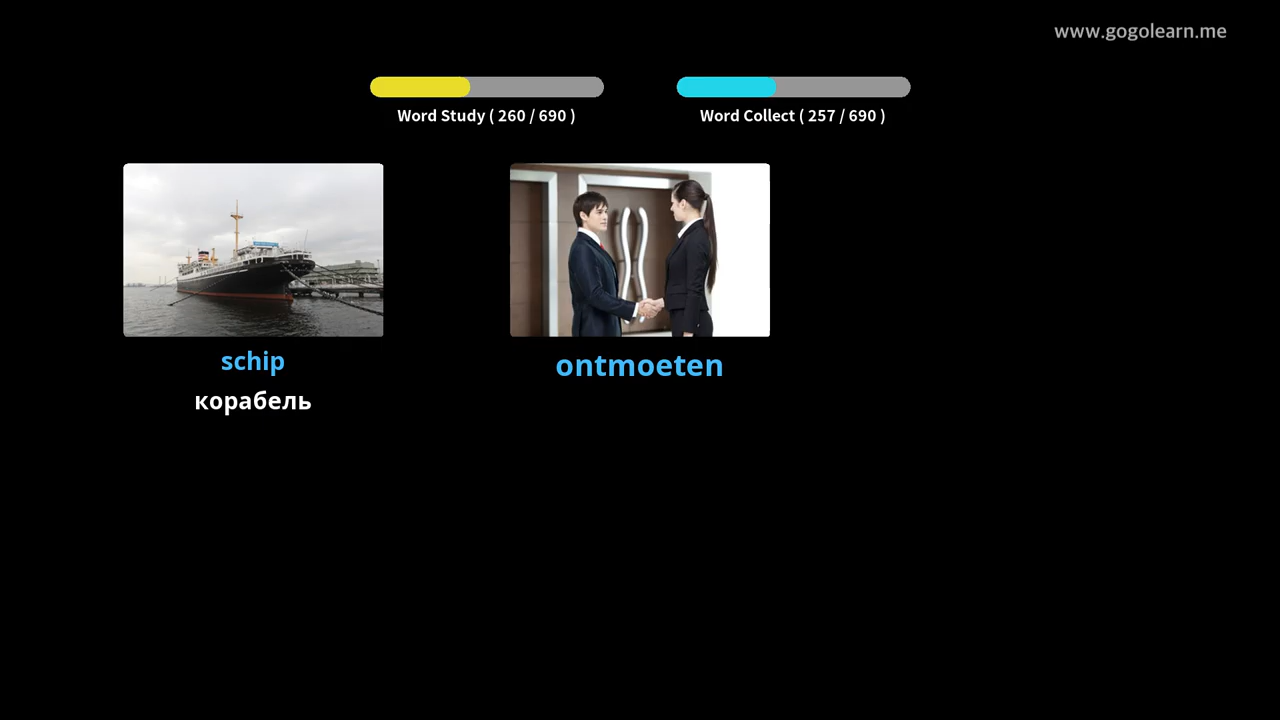 www.gogolearn.me
Word Study ( 260 / 690 )
Word Collect ( 257 / 690 )
schip
корабель
ontmoeten